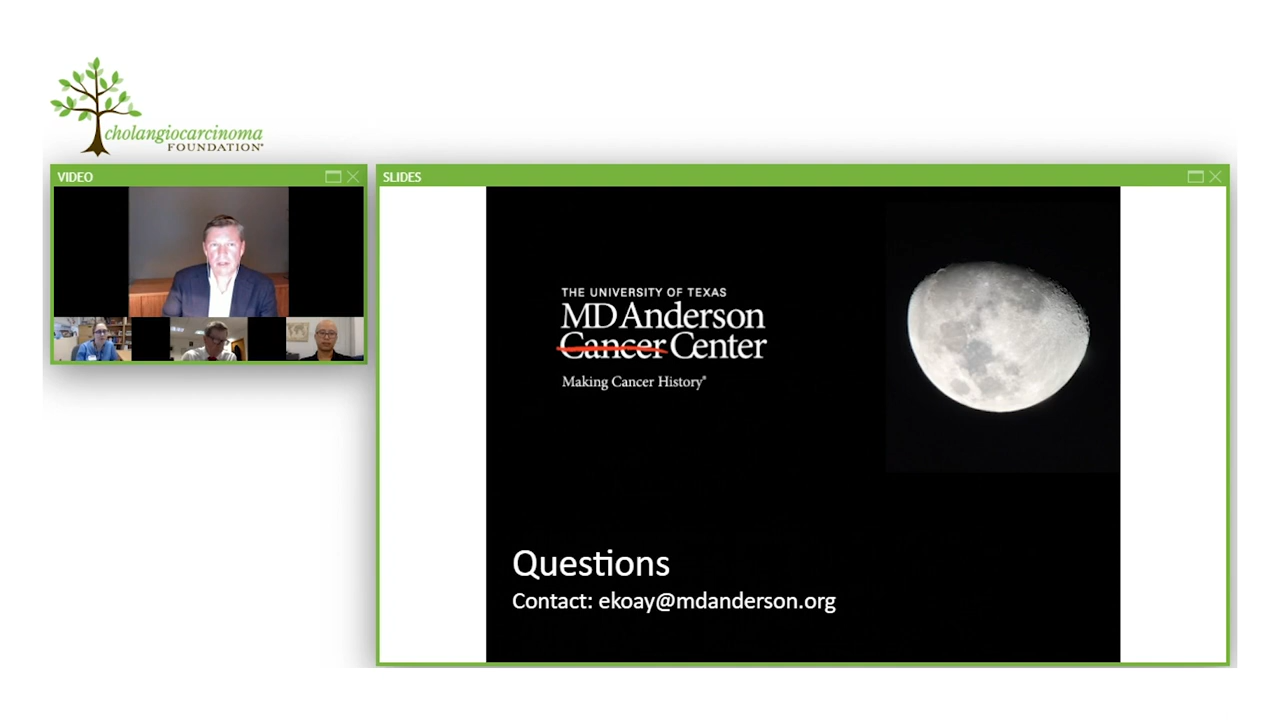 cholangiocarcinoma
FOUNDATION®
VIDEO
SLIDES
THE UNIVERSITY OF TEXAS
MD Anderson
Cancer Center
Making Cancer History®
Questions
Contact: ekoay@mdanderson.org